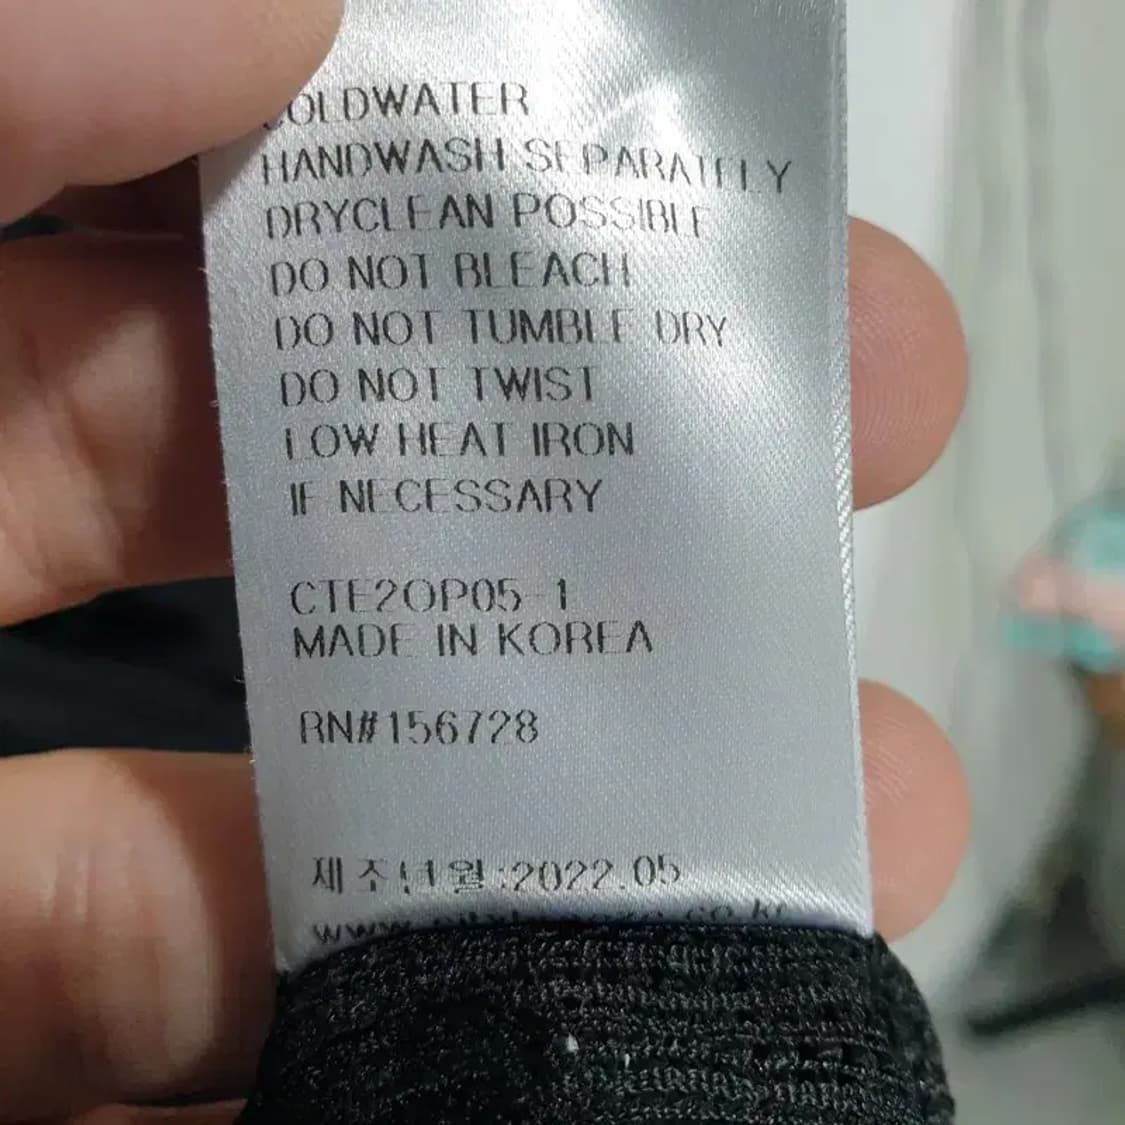 COLDWATER
HANDWASH SEPARATELY
DRYCLEAN POSSIBLE
DO NOT BLEACH
DO NOT TUMBLE DRY
DO NOT TWIST
LOW HEAT IRON
IF NECESSARY
CTE2OP05-1
MADE IN KOREA
RN#156728
제조년월:2022.05